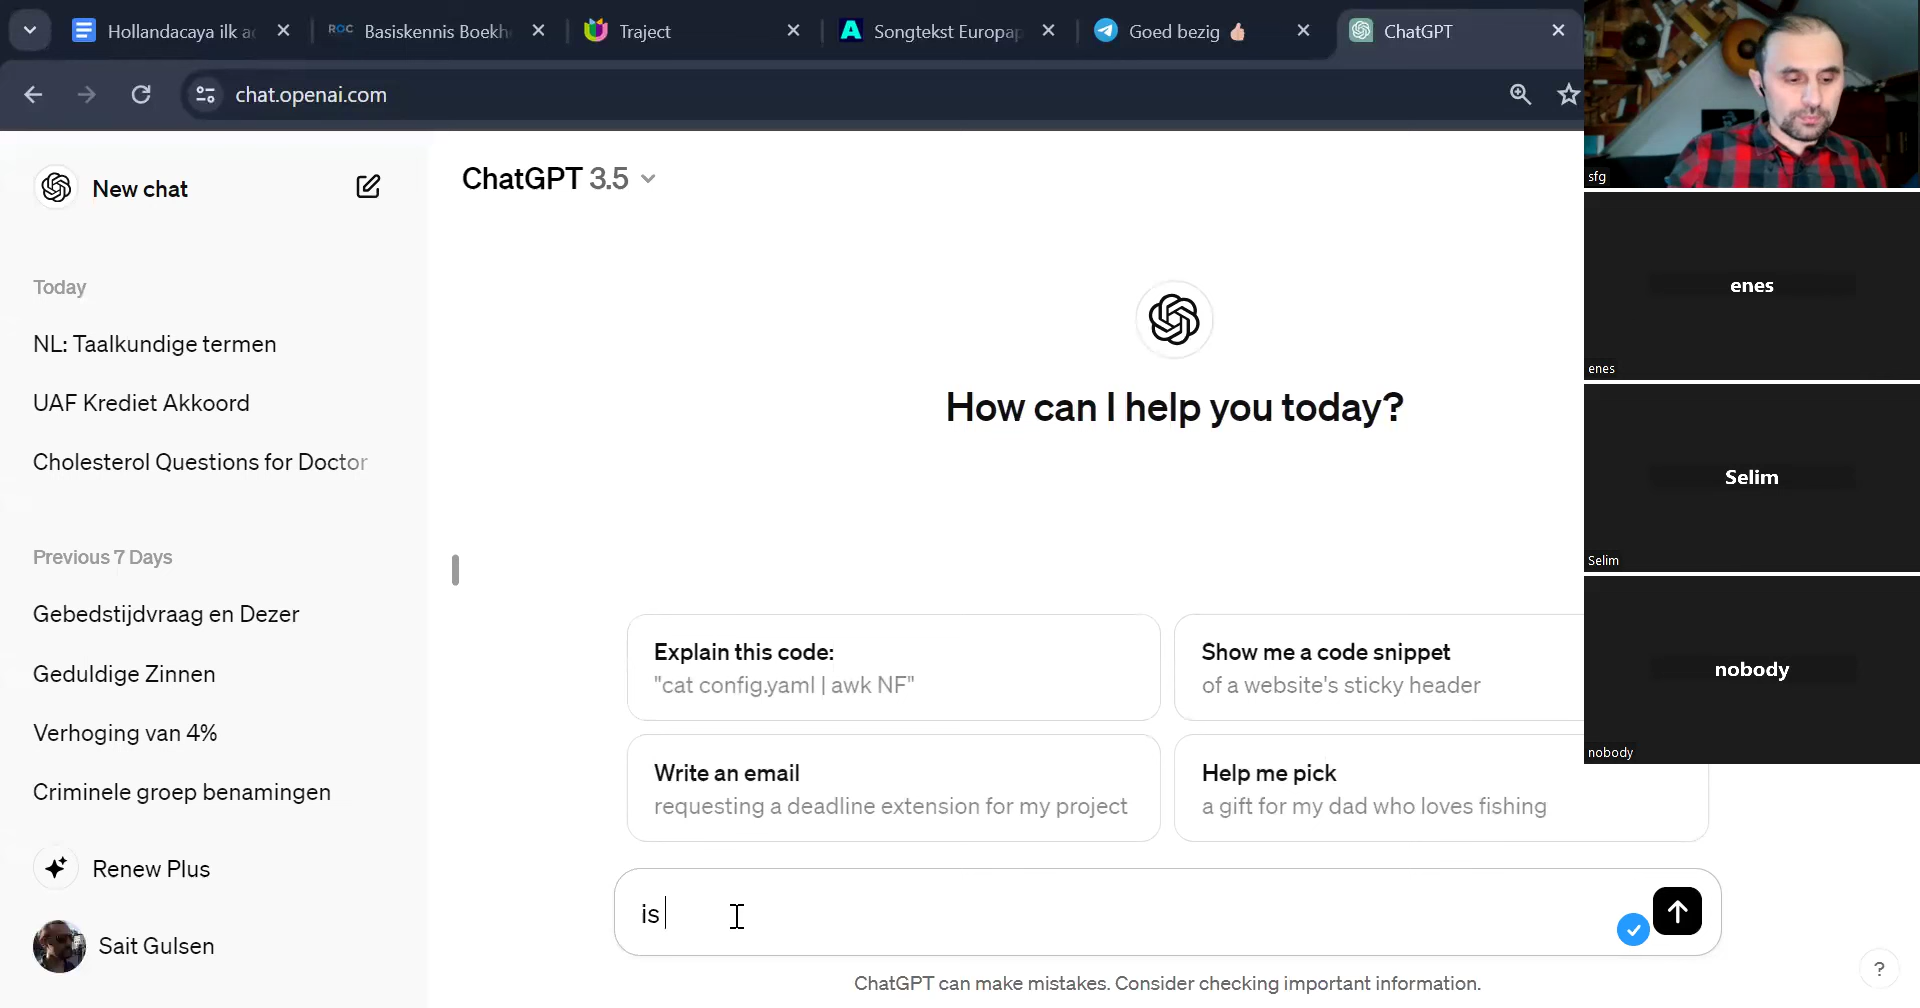 Hollandacaya ilk a
ROC Basiskennis Boekh
Traject
Songtekst Europap
Goed bezig 👍🏻
ChatGPT
chat.openai.com
New chat
ChatGPT 3.5
Today
NL: Taalkundige termen
UAF Krediet Akkoord
Cholesterol Questions for Doctor
Previous 7 Days
Gebedstijdvraag en Dezer
Geduldige Zinnen
Verhoging van 4%
Criminele groep benamingen
Renew Plus
Sait Gulsen
How can I help you today?
Explain this code:
"cat config.yaml | awk NF"
Show me a code snippet
of a website's sticky header
Write an email
requesting a deadline extension for my project
Help me pick
a gift for my dad who loves fishing
is
ChatGPT can make mistakes. Consider checking important information.
?
sfg
enes
enes
Selim
Selim
nobody
nobody